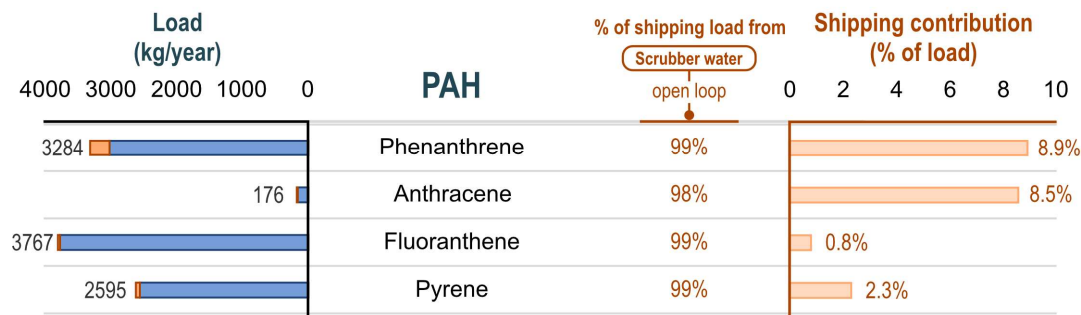 Load
(kg/year)
% of shipping load from
Scrubber water
open loop
Shipping contribution
(% of load)
4000 3000 2000 1000 0
PAH
0 2 4 6 8 10
3284 Phenanthrene 99% 8.9%
176 Anthracene 98% 8.5%
3767 Fluoranthene 99% 0.8%
2595 Pyrene 99% 2.3%